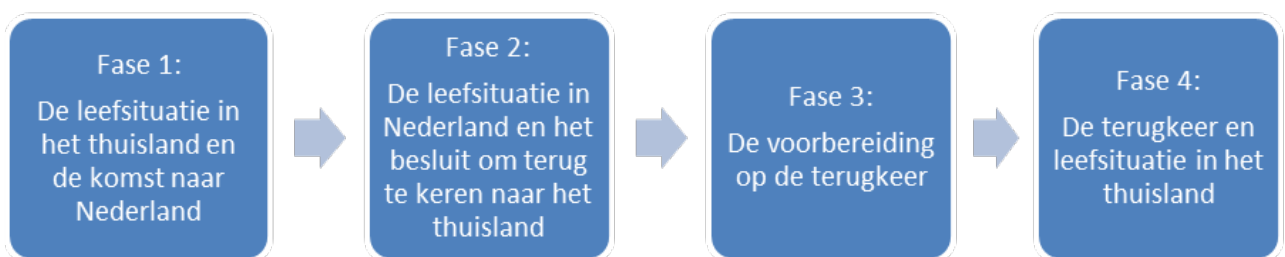 Fase 1:
De leefsituatie in
het thuisland en
de komst naar
Nederland
Fase 2:
De leefsituatie in
Nederland en het
besluit om terug
te keren naar het
thuisland
Fase 3:
De voorbereiding
op de terugkeer
Fase 4:
De terugkeer en
leefsituatie in het
thuisland